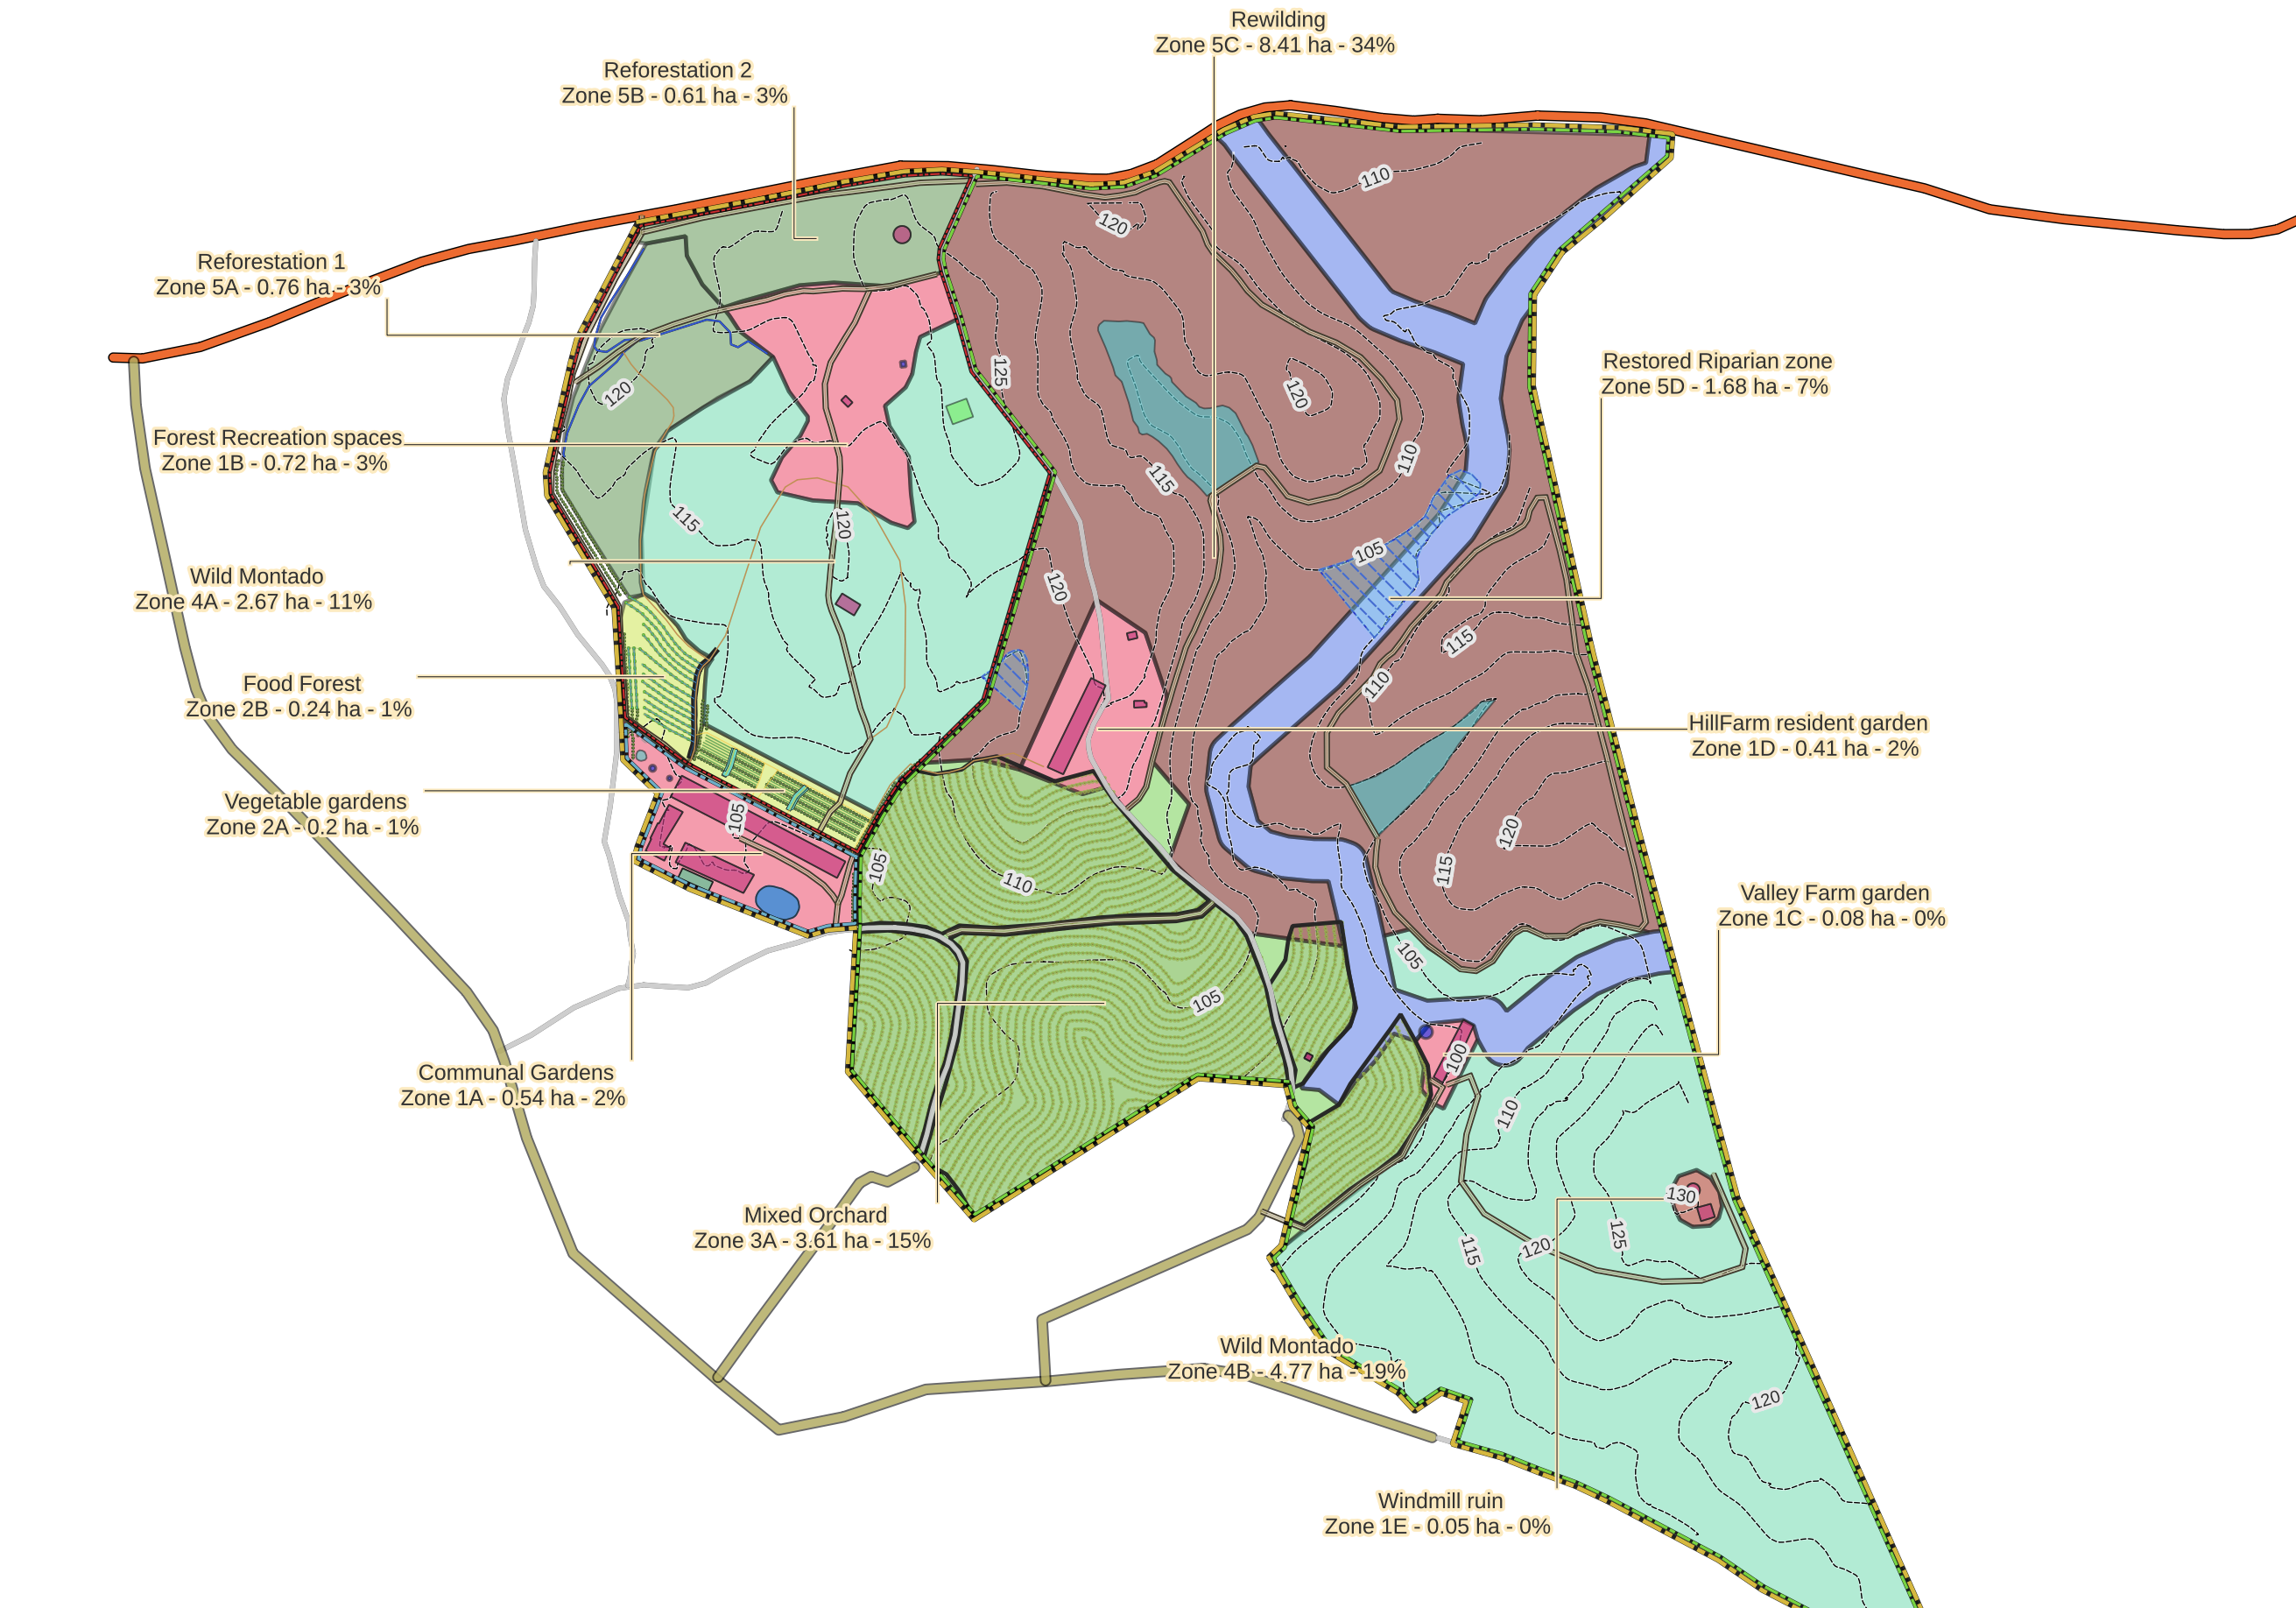 Rewilding
Zone 5C - 8.41 ha - 34%
Reforestation 2
Zone 5B - 0.61 ha - 3%
110
120
Reforestation 1
Zone 5A - 0.76 ha - 3%
Restored Riparian zone
Zone 5D - 1.68 ha - 7%
125
120
120
Forest Recreation spaces
Zone 1B - 0.72 ha - 3%
110
115
115
120
105
Wild Montado
Zone 4A - 2.67 ha - 11%
120
115
110
Food Forest
Zone 2B - 0.24 ha - 1%
HillFarm resident garden
Zone 1D - 0.41 ha - 2%
Vegetable gardens
Zone 2A - 0.2 ha - 1%
105
120
105
115
110
Valley Farm garden
Zone 1C - 0.08 ha - 0%
105
105
100
Communal Gardens
Zone 1A - 0.54 ha - 2%
110
130
Mixed Orchard
Zone 3A - 3.61 ha - 15%
125
120
115
Wild Montado
Zone 4B - 4.77 ha - 19%
120
Windmill ruin
Zone 1E - 0.05 ha - 0%